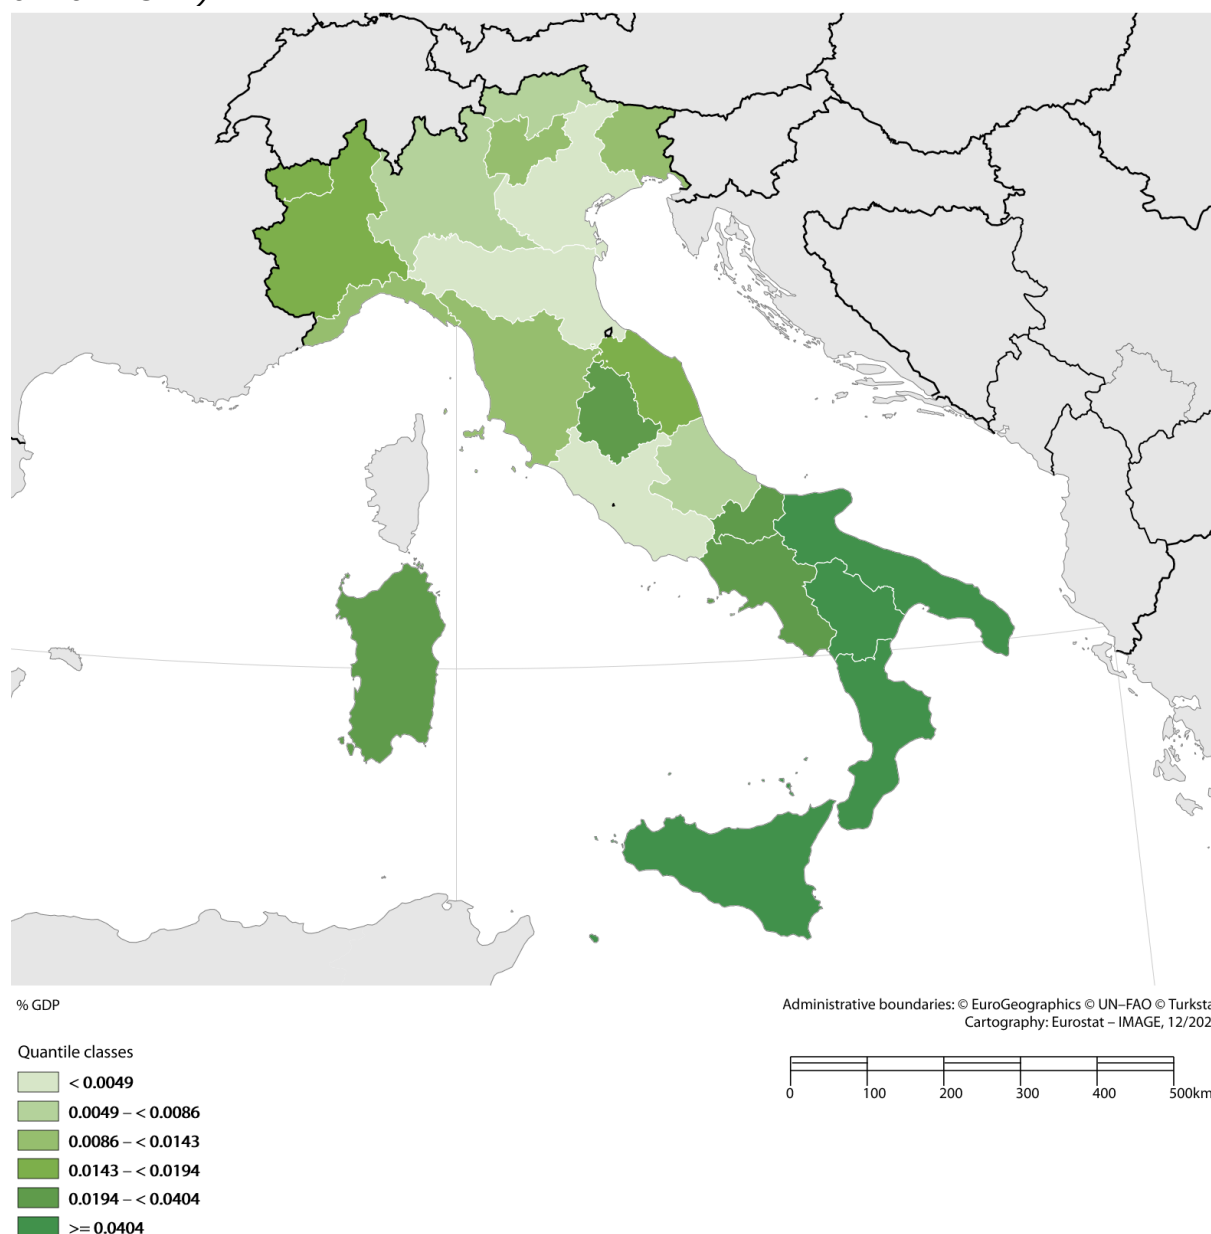 % GDP
Administrative boundaries: © EuroGeographics © UN–FAO © Turksta
Cartography: Eurostat – IMAGE, 12/202
Quantile classes
< 0.0049
0.0049 – < 0.0086
0.0086 – < 0.0143
0.0143 – < 0.0194
0.0194 – < 0.0404
>= 0.0404
0 100 200 300 400 500km